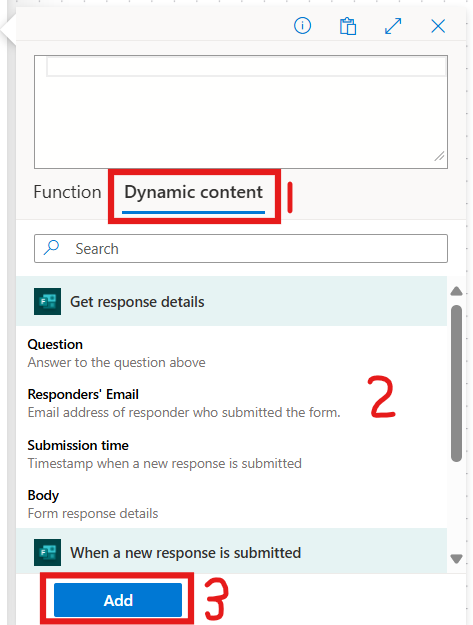 Function Dynamic content 1
Search
Get response details
Question
Answer to the question above
Responders' Email
Email address of responder who submitted the form.
2
Submission time
Timestamp when a new response is submitted
Body
Form response details
When a new response is submitted
Add 3